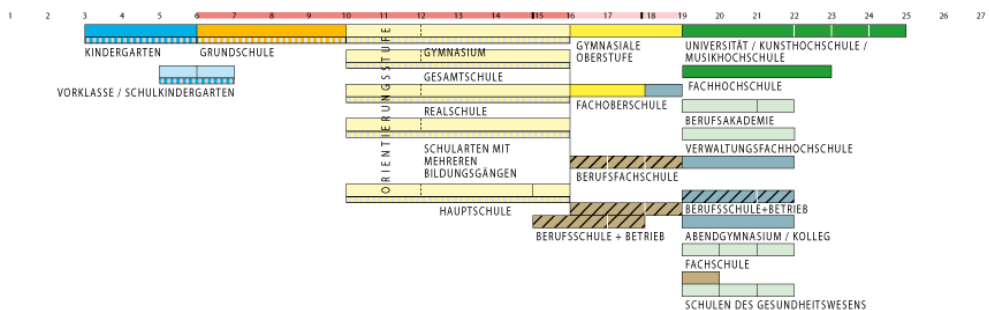 1 2 3 4 5 6 7 8 9 10 11 12 13 14 15 16 17 18 19 20 21 22 23 24 25 26 27
KINDERGARTEN
GRUNDSCHULE
VORKLASSE / SCHULKINDERGARTEN
ORIENTIERUNGSSTUFE
GYMNASIUM
GESAMTSCHULE
REALSCHULE
SCHULARTEN MIT
MEHREREN
BILDUNGSGÄNGEN
HAUPTSCHULE
GYMNASIALE
OBERSTUFE
FACHOBERSCHULE
BERUFSFACHSCHULE
BERUFSSCHULE + BETRIEB
UNIVERSITÄT / KUNSTHOCHSCHULE /
MUSIKHOCHSCHULE
FACHHOCHSCHULE
BERUFSAKADEMIE
VERWALTUNGSFACHHOCHSCHULE
BERUFSSCHULE+BETRIEB
ABENDGYMNASIUM / KOLLEG
FACHSCHULE
SCHULEN DES GESUNDHEITSWESENS